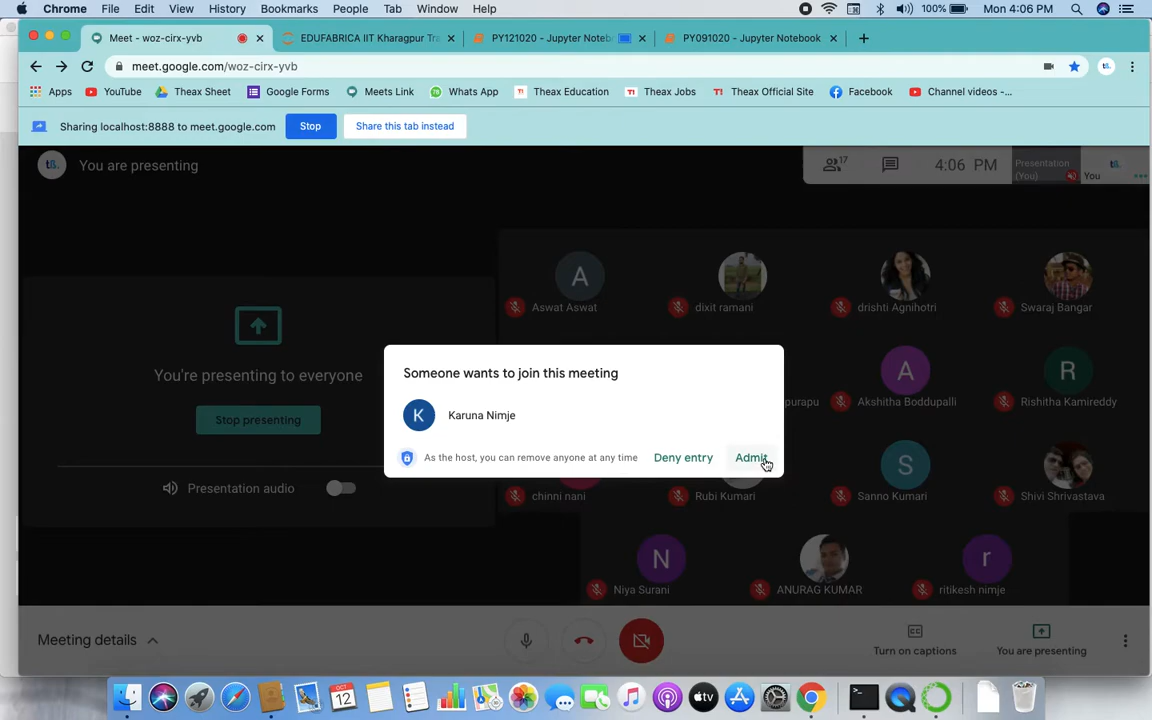 Chrome File Edit View History Bookmarks People Tab Window Help 100% Mon 4:06 PM
Meet - woz-cirx-yvb EDUFABRICA IIT Kharagpur Tra PY121020 - Jupyter Noteb PY091020 - Jupyter Notebook
meet.google.com/woz-cirx-yvb
Apps YouTube Theax Sheet Google Forms Meets Link Whats App Theax Education Theax Jobs Theax Official Site Facebook Channel videos -...
Sharing localhost:8888 to meet.google.com Stop Share this tab instead
You are presenting 17 4:06 PM
Presentation (You) You
A
Aswat Aswat dixit ramani drishti Agnihotri Swaraj Bangar
You're presenting to everyone
Stop presenting
Presentation audio
Someone wants to join this meeting
K Karuna Nimje
As the host, you can remove anyone at any time Deny entry Admit
A R
purapu Akshitha Boddupalli Rishitha Kamireddy
S
chinni nani Rubi Kumari Sanno Kumari Shivi Shrivastava
N r
Niya Surani ANURAG KUMAR ritikesh nimje
Meeting details Turn on captions You are presenting
OCT
12